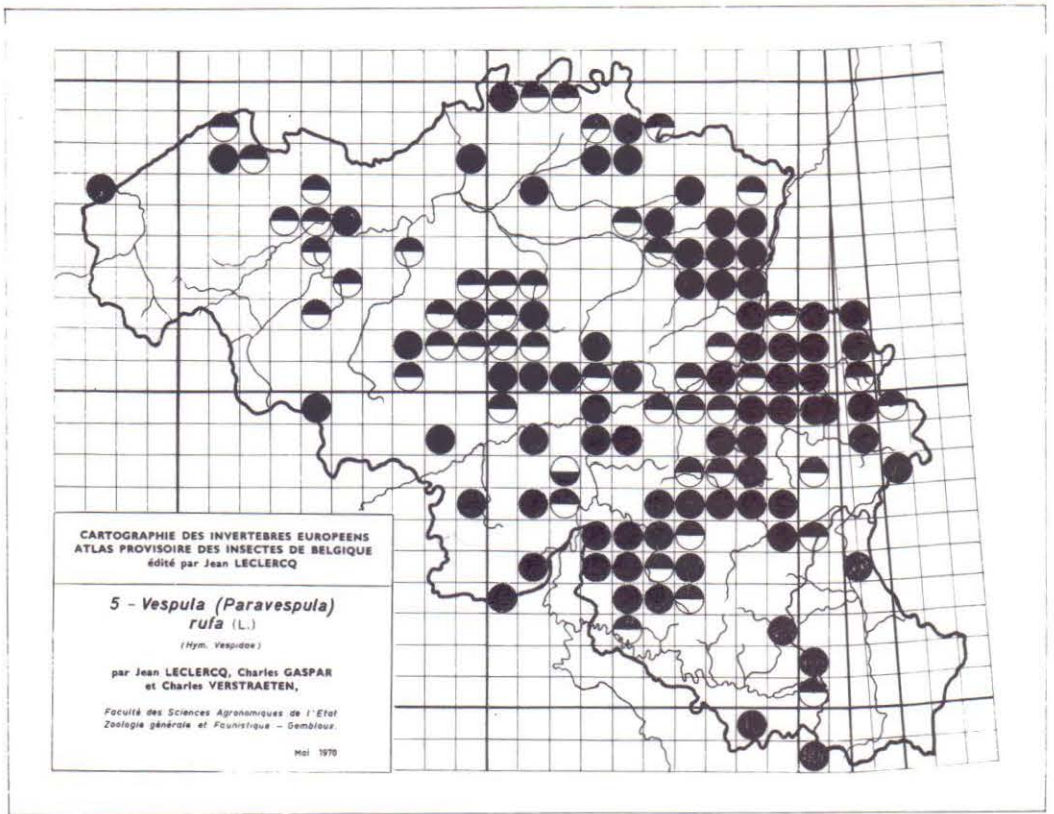 CARTOGRAPHIE DES INVERTEBRES EUROPEENS
ATLAS PROVISOIRE DES INSECTES DE BELGIQUE
édité par Jean LECLERCQ
5 - Vespula (Paravespula)
rufa (L.)
(Hym. Vespidae)
par Jean LECLERCQ, Charles GASPAR
et Charles VERSTRAETEN,
Faculté des Sciences Agronomiques de l'Etat
Zoologie générale et Faunistique - Gembloux.
Mai 1970